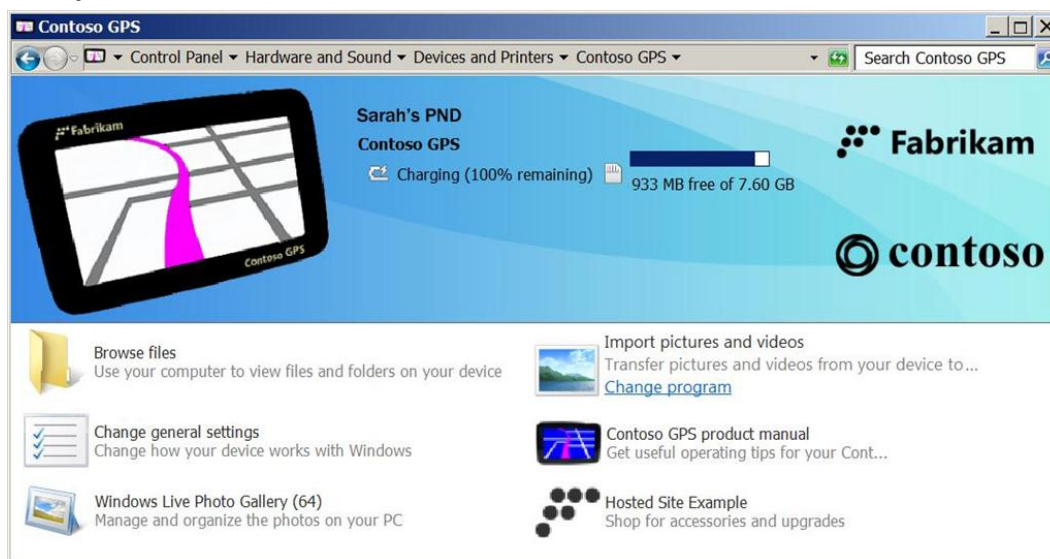 Contoso GPS
Control Panel Hardware and Sound Devices and Printers Contoso GPS
Search Contoso GPS
Fabrikam
Contoso GPS
Sarah's PND
Contoso GPS
Charging (100% remaining)
933 MB free of 7.60 GB
Fabrikam
contoso
Browse files
Use your computer to view files and folders on your device
Import pictures and videos
Transfer pictures and videos from your device to...
Change program
Change general settings
Change how your device works with Windows
Contoso GPS product manual
Get useful operating tips for your Cont...
Windows Live Photo Gallery (64)
Manage and organize the photos on your PC
Hosted Site Example
Shop for accessories and upgrades